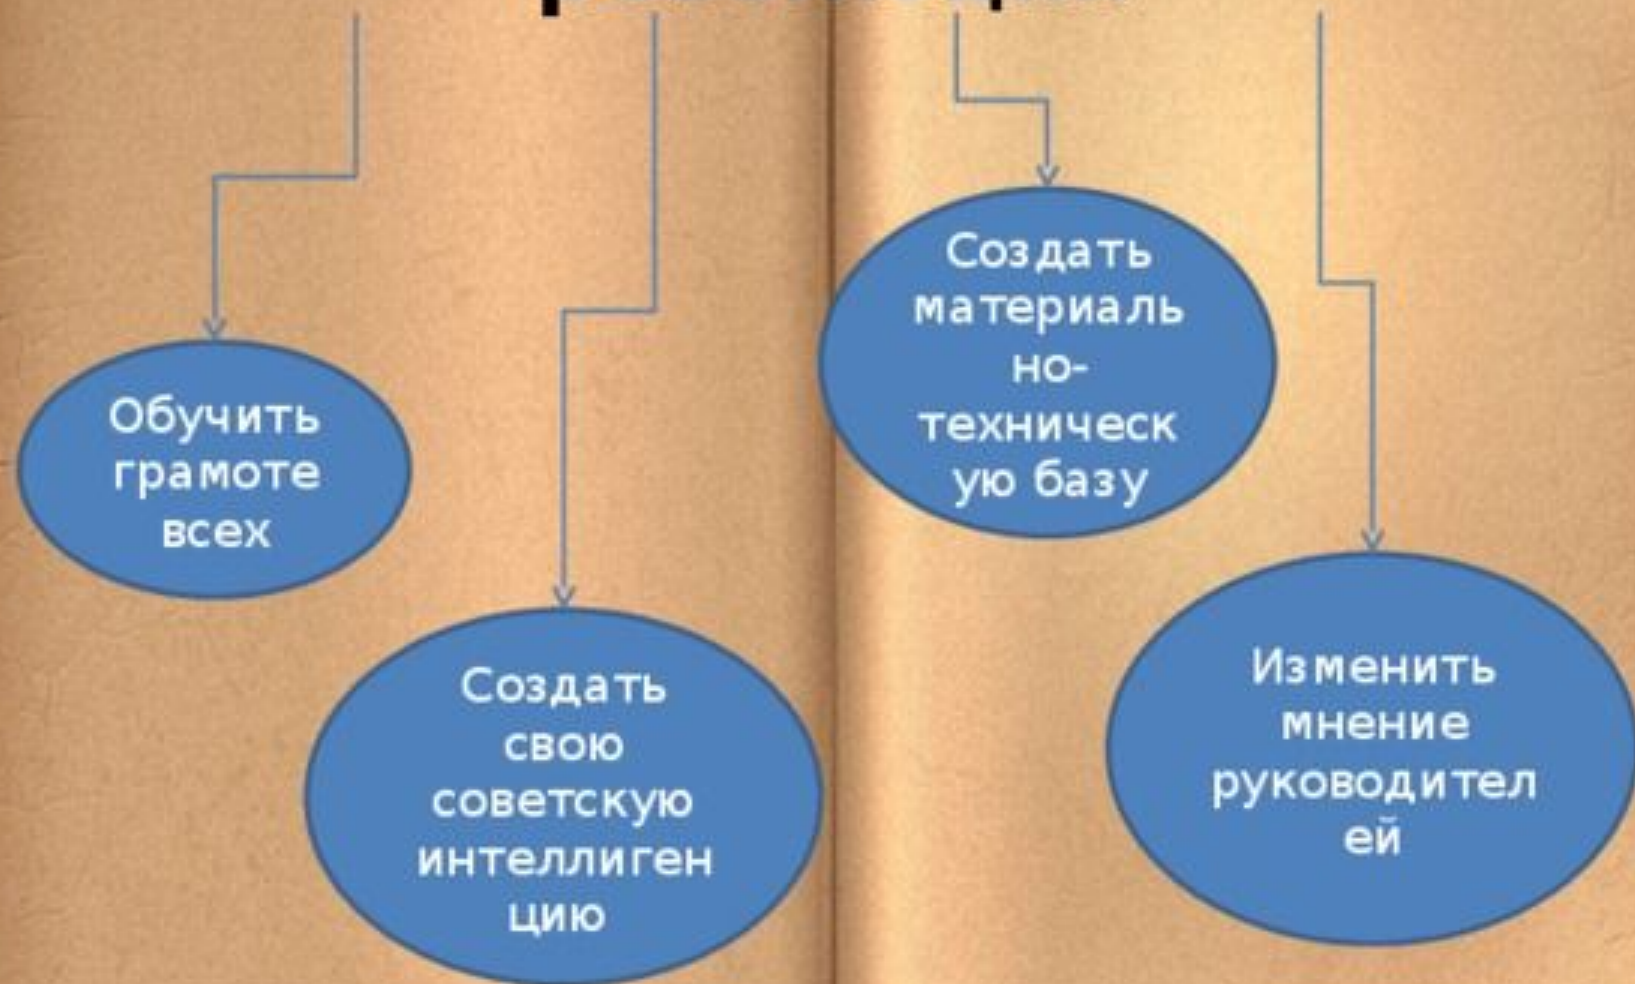 Обучить
грамоте
всех
Создать
свою
советскую
интеллиген
цию
Создать
материаль
но-
техническ
ую базу
Изменить
мнение
руководител
ей